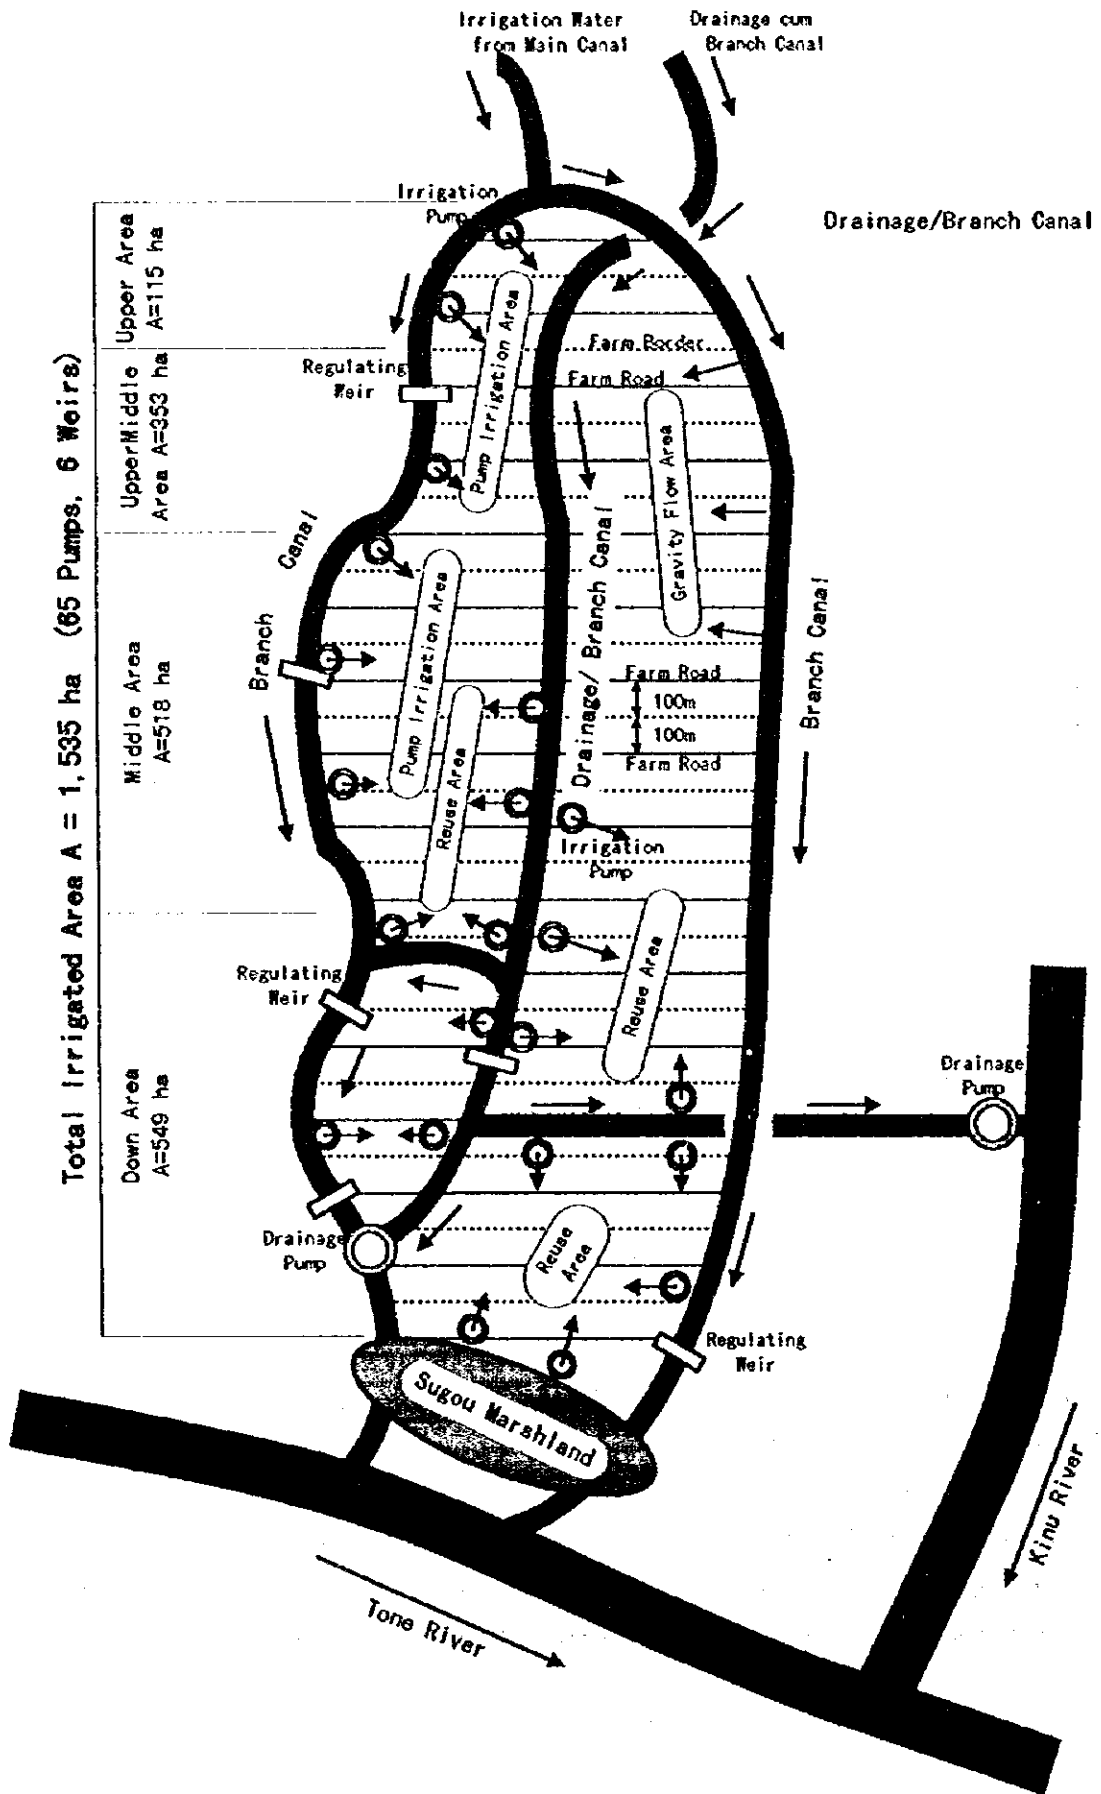 Irrigation Water
from Main Canal
Drainage cum
Branch Canal
Irrigation
Pump
Drainage/Branch Canal
Total Irrigated Area A = 1,535 ha (65 Pumps. 6 Weirs)
Upper Area
A=115 ha
UpperMiddle
Area A=353 ha
Middle Area
A=518 ha
Down Area
A=549 ha
Regulating
Weir
Pump Irrigation Area
Farm Border
Farm Road
Gravity Flow Area
Branch
Canal
Pump Irrigation Area
Reuse Area
Drainage/ Branch Canal
Farm Road
100m
100m
Farm Road
Branch Canal
Irrigation
Pump
Reuse Area
Regulating
Weir
Drainage
Pump
Drainage
Pump
Reuse
Area
Regulating
Weir
Sugou Marshland
Tone River
Kinu River